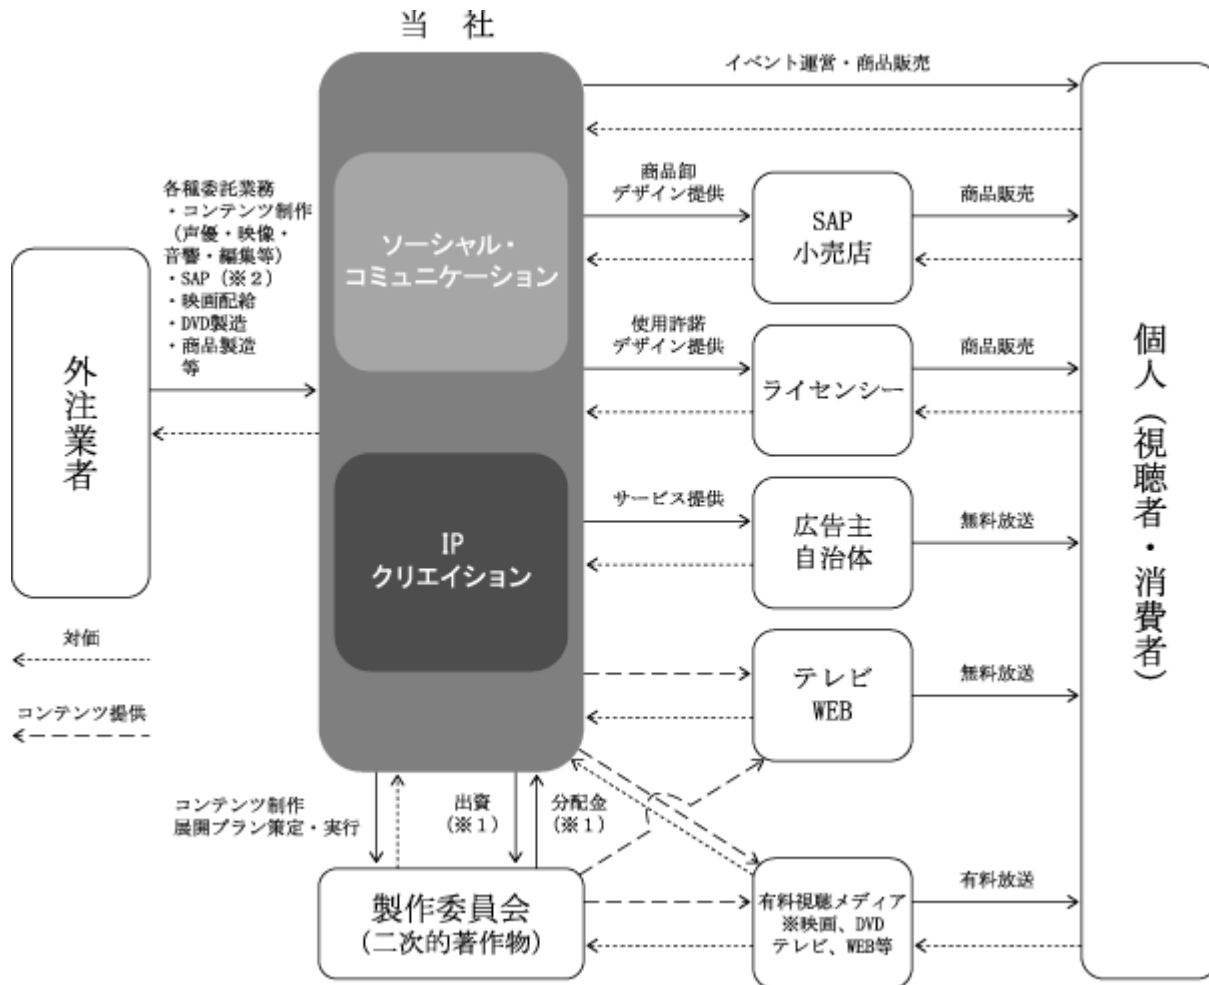 当 社
イベント運営・商品販売
各種委託業務
・コンテンツ制作
(声優・映像・
音響・編集等)
・SAP (※2)
・映画配給
・DVD製造
・商品製造
等
外注業者
対価
コンテンツ提供
ソーシャル・
コミュニケーション
IP
クリエイション
商品卸
デザイン提供
SAP
小売店
商品販売
使用許諾
デザイン提供
ライセンシー
商品販売
サービス提供
広告主
自治体
無料放送
テレビ
WEB
無料放送
個人(視聴者・消費者)
コンテンツ制作
展開プラン策定・実行
出資
(※1)
分配金
(※1)
製作委員会
(二次的著作物)
有料視聴メディア
※映画、DVD
テレビ、WEB等
有料放送